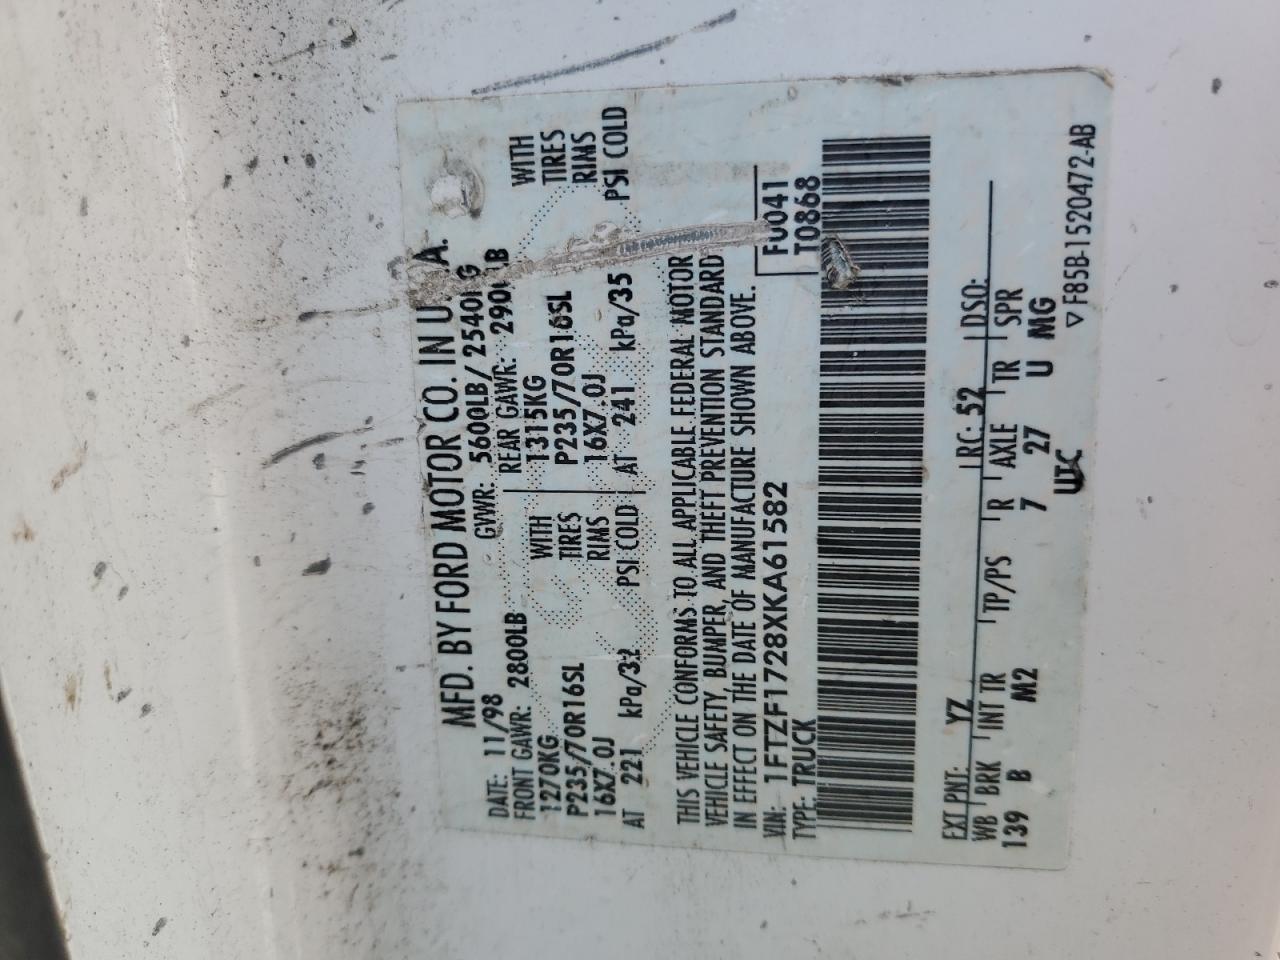 MFD. BY FORD MOTOR CO. IN U. A.
DATE: 11/98 GVWR: 5600LB / 2540KG
FRONT GAWR: 2800LB REAR GAWR: 290 LB
1270KG WITH 1315KG WITH
P235/70R16SL TIRES P235/70R16SL TIRES
16X7.0J RIMS 16X7.0J RIMS
AT 221 kPa/32 PSI COLD AT 241 kPa/35 PSI COLD
THIS VEHICLE CONFORMS TO ALL APPLICABLE FEDERAL MOTOR
VEHICLE SAFETY, BUMPER, AND THEFT PREVENTION STANDARD
IN EFFECT ON THE DATE OF MANUFACTURE SHOWN ABOVE.
VIN: 1FTZF1728XKA61582 F0041
TYPE: TRUCK T0868
EXT PNT: YZ RC: 52 DSO:
WB BRK INT TR TP/PS R AXLE TR SPR
139 B M2 7 27 U MG
UTC
▽ F85B-1520472-AB